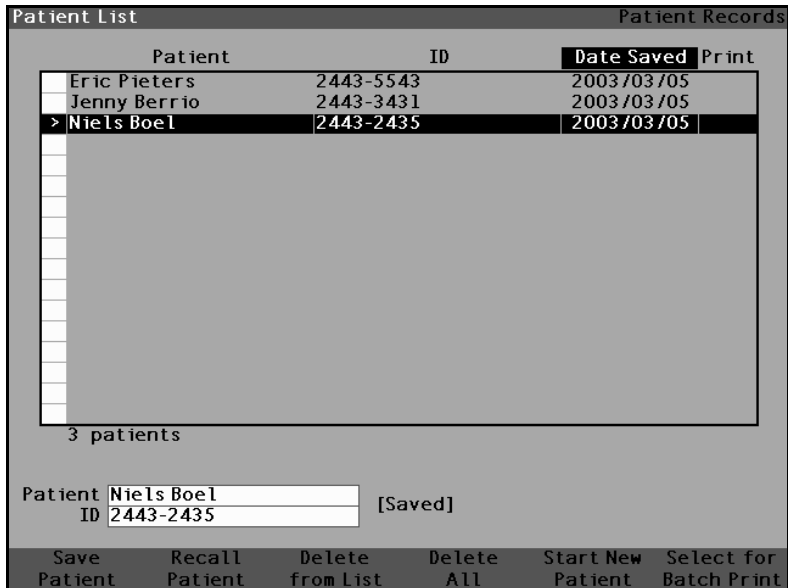 Patient List Patient Records
Patient ID Date Saved Print
Eric Pieters 2443-5543 2003/03/05
Jenny Berrio 2443-3431 2003/03/05
> Niels Boel 2443-2435 2003/03/05
3 patients
Patient Niels Boel
[Saved]
ID 2443-2435
Save Recall Delete Delete Start New Select for
Patient Patient from List All Patient Batch Print